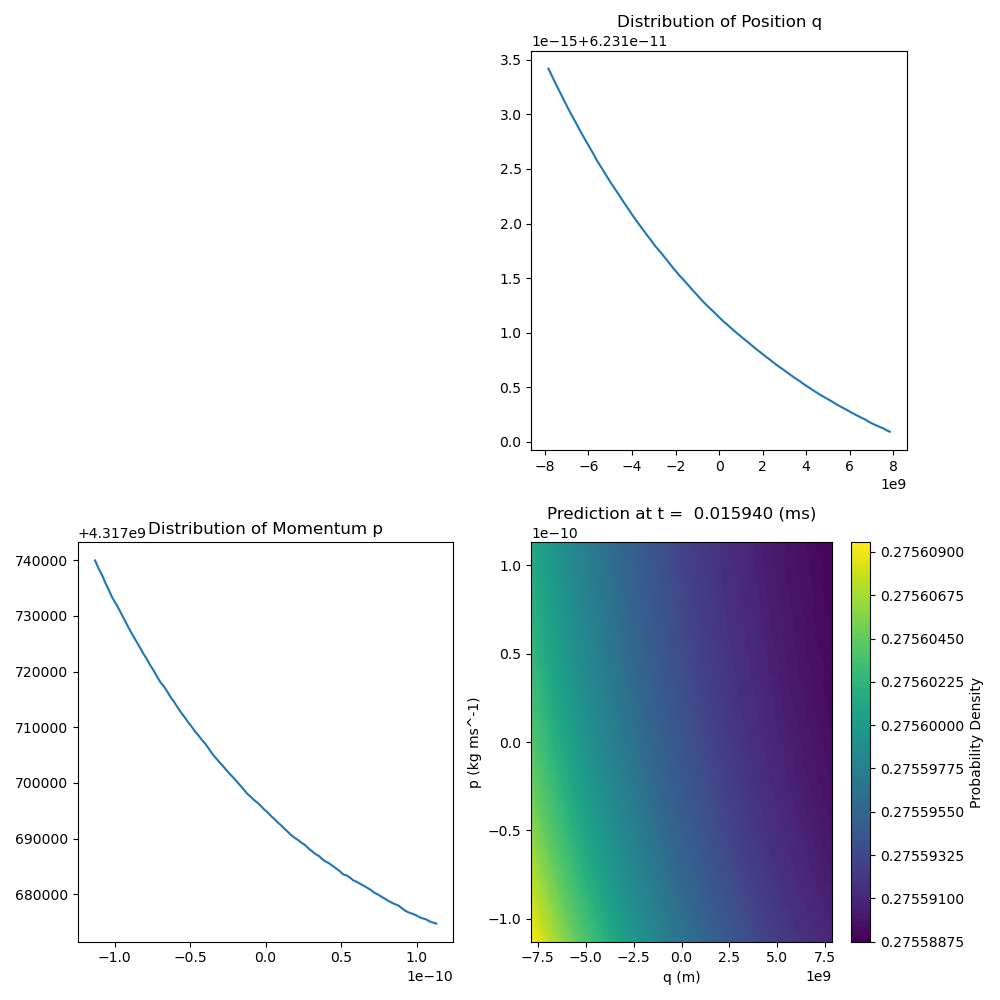 Distribution of Position q
1e−15+6.231e−11
3.5
3.0
2.5
2.0
1.5
1.0
0.5
0.0
−8 −6 −4 −2 0 2 4 6 8
1e9
Distribution of Momentum p
+4.317e9
740000
730000
720000
710000
700000
690000
680000
−1.0 −0.5 0.0 0.5 1.0
1e−10
Prediction at t =  0.015940 (ms)
1e−10
1.0
0.5
0.0
−0.5
−1.0
p (kg ms^-1)
−7.5 −5.0 −2.5 0.0 2.5 5.0 7.5
1e9
q (m)
0.27560900
0.27560675
0.27560450
0.27560225
0.27560000
0.27559775
0.27559550
0.27559325
0.27559100
0.27558875
Probability Density